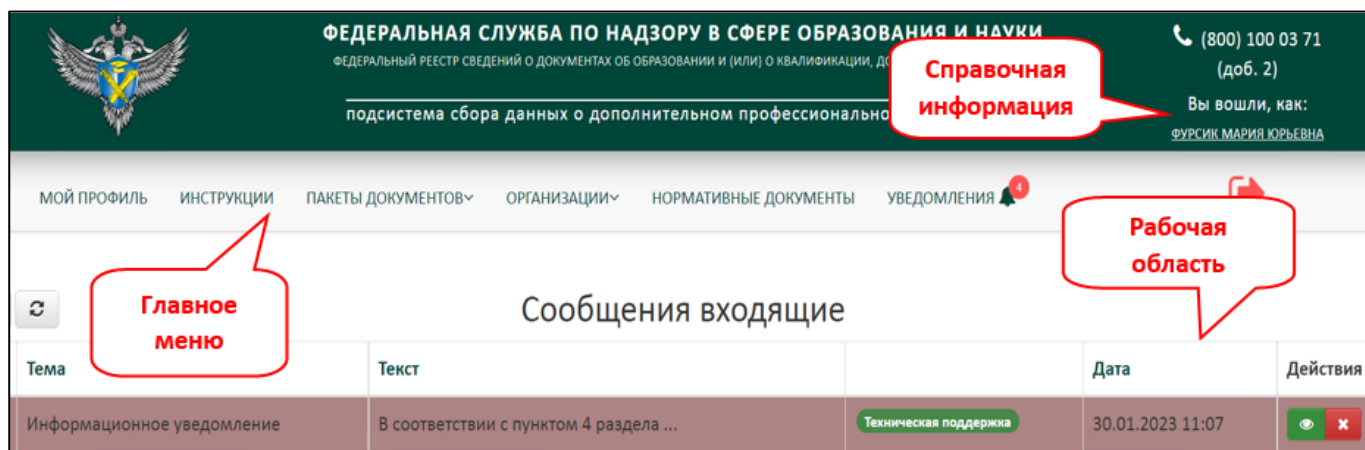 ФЕДЕРАЛЬНАЯ СЛУЖБА ПО НАДЗОРУ В СФЕРЕ ОБРАЗОВАНИЯ И НАУКИ
ФЕДЕРАЛЬНЫЙ РЕЕСТР СВЕДЕНИЙ О ДОКУМЕНТАХ ОБ ОБРАЗОВАНИИ И (ИЛИ) О КВАЛИФИКАЦИИ,
подсистема сбора данных о дополнительном
(800) 100 03 71
(доб. 2)
Вы вошли, как:
ФУРСИК МАРИЯ ЮРЬЕВНА
Справочная
информация
МОЙ ПРОФИЛЬ ИНСТРУКЦИИ ПАКЕТЫ ДОКУМЕНТОВ ОРГАНИЗАЦИИ НОРМАТИВНЫЕ ДОКУМЕНТЫ УВЕДОМЛЕНИЯ 4
Рабочая
область
Главное
меню
Сообщения входящие
Тема Текст Дата Действия
Информационное уведомление В соответствии с пунктом 4 раздела ... Техническая поддержка 30.01.2023 11:07